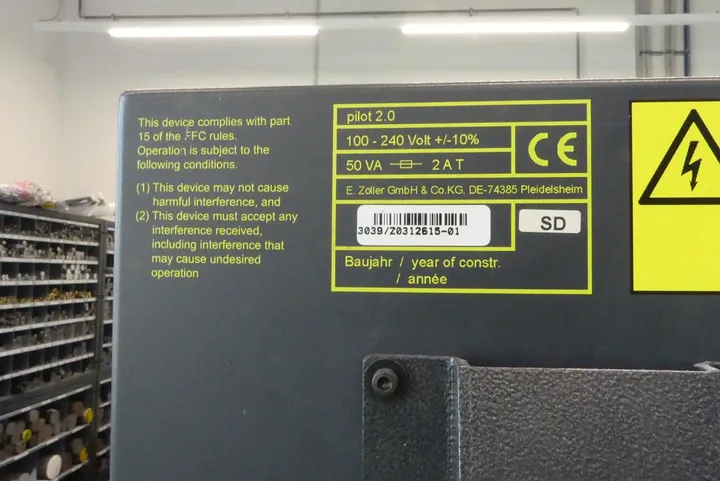 This device complies with part
15 of the FFC rules.
Operation is subject to the
following conditions.
(1) This device may not cause
harmful interference, and
(2) This device must accept any
interference received,
including interference that
may cause undesired
operation
pilot 2.0
100 - 240 Volt +/-10%
50 VA 2 A T
CE
E. Zoller GmbH & Co.KG, DE-74385 Pleidelsheim
3039/Z0312615-01
SD
Baujahr / year of constr.
/ année